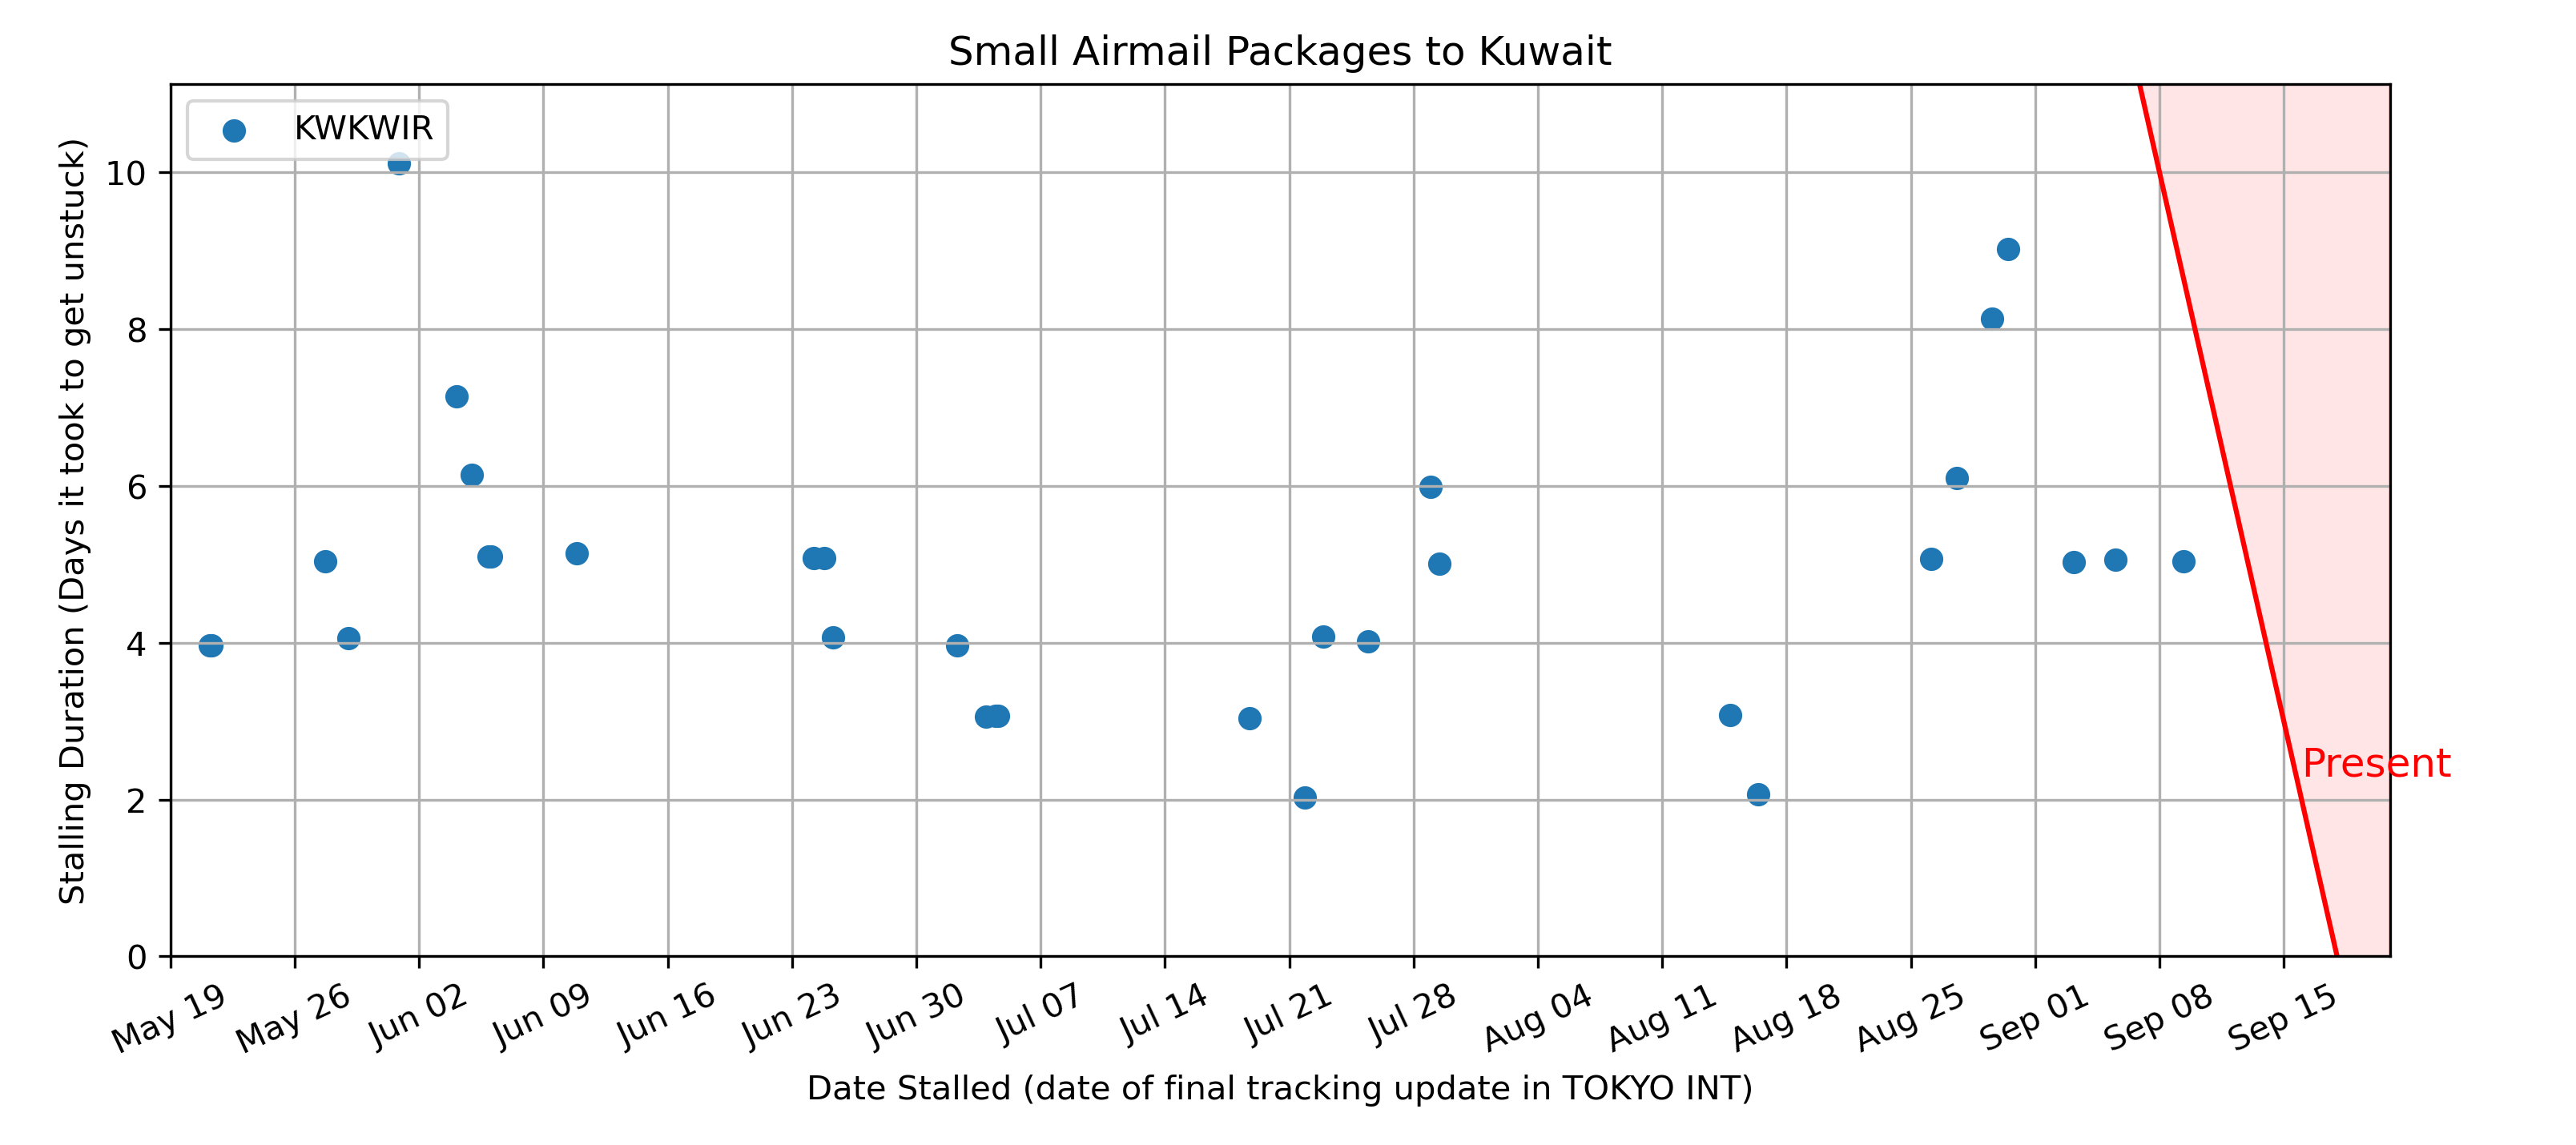 Small Airmail Packages to Kuwait
KWKWIR
Stalling Duration (Days it took to get unstuck)
10
8
6
4
2
0
Present
May 19
May 26
Jun 02
Jun 09
Jun 16
Jun 23
Jun 30
Jul 07
Jul 14
Jul 21
Jul 28
Aug 04
Aug 11
Aug 18
Aug 25
Sep 01
Sep 08
Sep 15
Date Stalled (date of final tracking update in TOKYO INT)